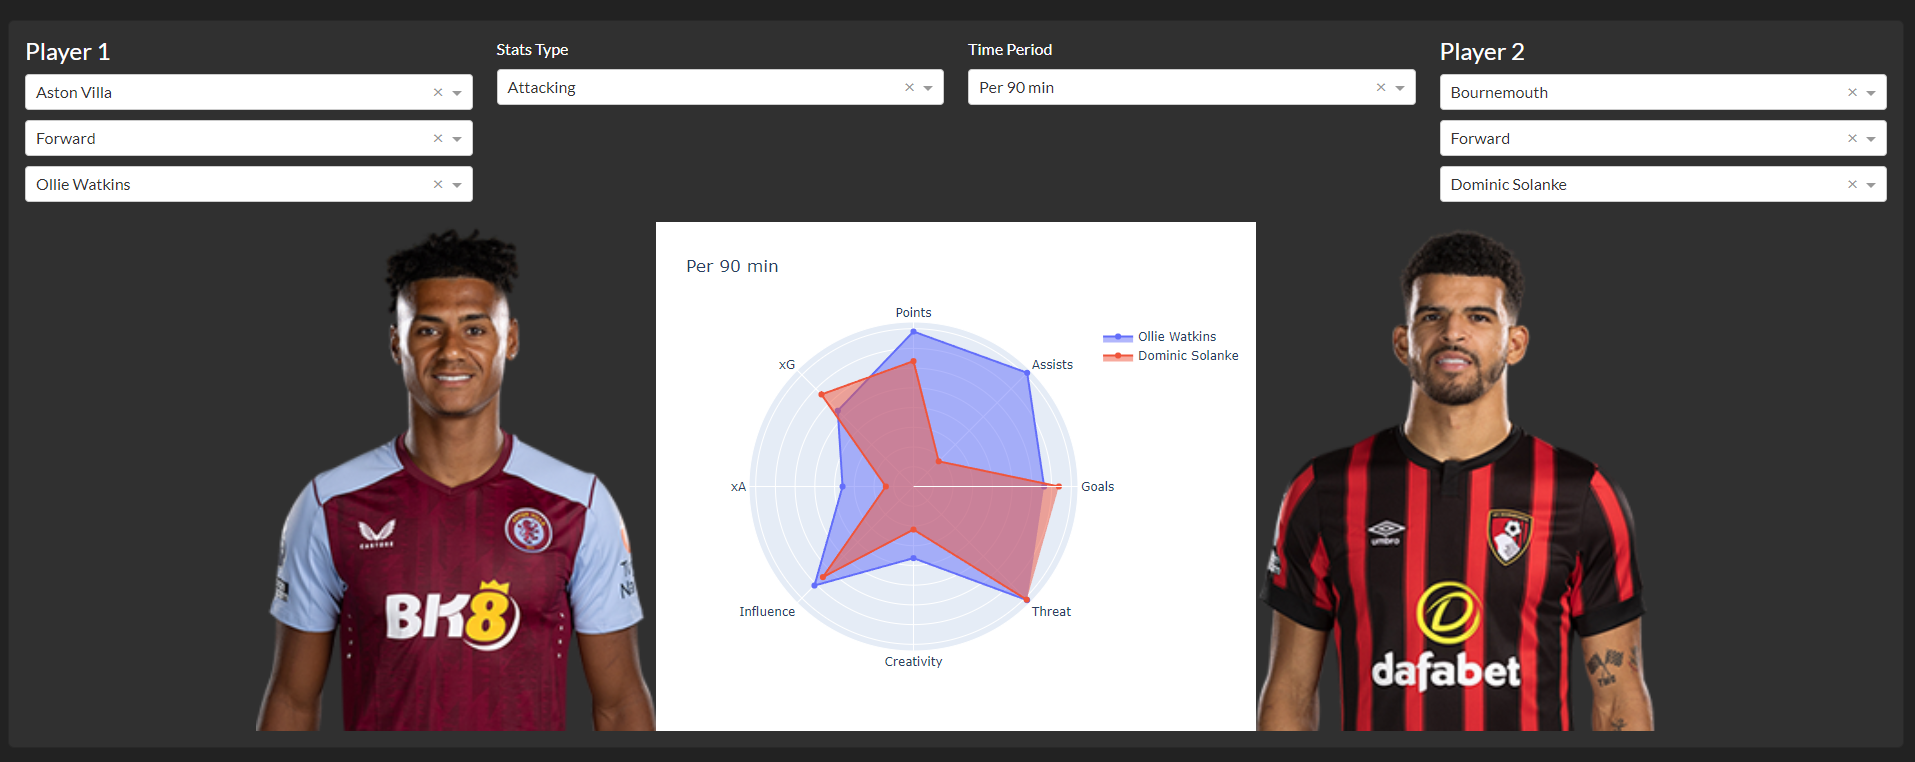 Player 1
Aston Villa
Forward
Ollie Watkins
Stats Type
Attacking
Time Period
Per 90 min
Player 2
Bournemouth
Forward
Dominic Solanke
Per 90 min
Points
Assists
Goals
Threat
Creativity
Influence
xA
xG
Ollie Watkins
Dominic Solanke
CASTORE
BK8
umbro
dafabet